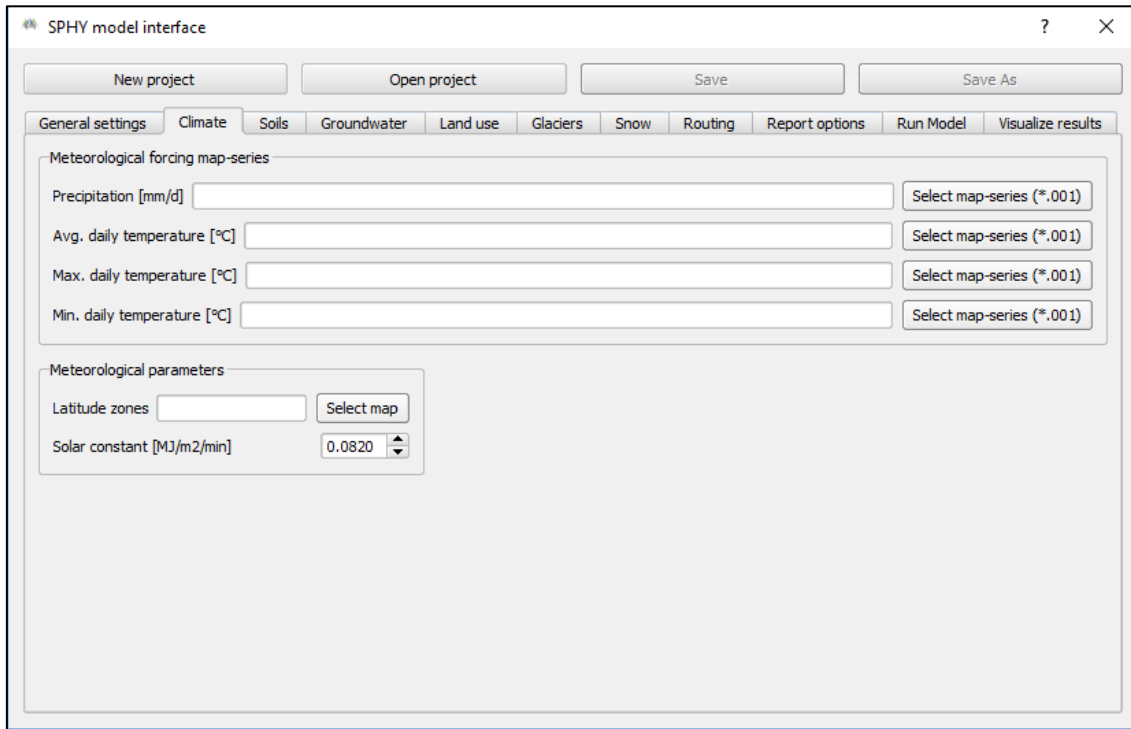 SPHY model interface ?
New project Open project Save Save As
General settings Climate Soils Groundwater Land use Glaciers Snow Routing Report options Run Model Visualize results
Meteorological forcing map-series
Precipitation [mm/d] Select map-series (*.001)
Avg. daily temperature [°C] Select map-series (*.001)
Max. daily temperature [°C] Select map-series (*.001)
Min. daily temperature [°C] Select map-series (*.001)
Meteorological parameters
Latitude zones Select map
Solar constant [MJ/m2/min] 0.0820